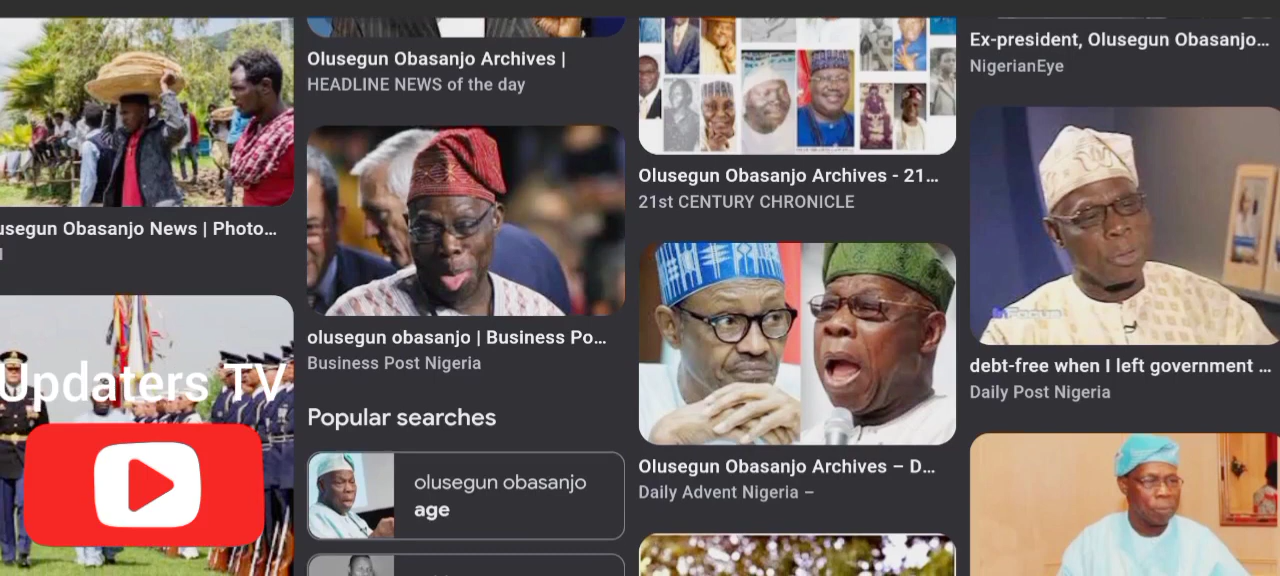 usegun Obasanjo News | Photo…
Updaters TV
Olusegun Obasanjo Archives |
HEADLINE NEWS of the day
olusegun obasanjo | Business Po…
Business Post Nigeria
Popular searches
olusegun obasanjo
age
Olusegun Obasanjo Archives - 21…
21st CENTURY CHRONICLE
Olusegun Obasanjo Archives – D…
Daily Advent Nigeria –
Ex-president, Olusegun Obasanjo…
NigerianEye
InFocus
debt-free when I left government …
Daily Post Nigeria